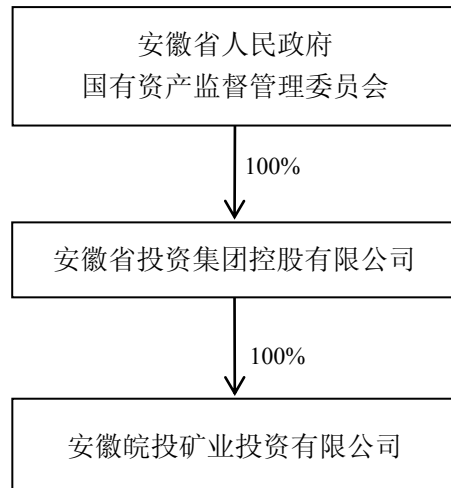 安徽省人民政府
国有资产监督管理委员会
100%
安徽省投资集团控股有限公司
100%
安徽皖投矿业投资有限公司